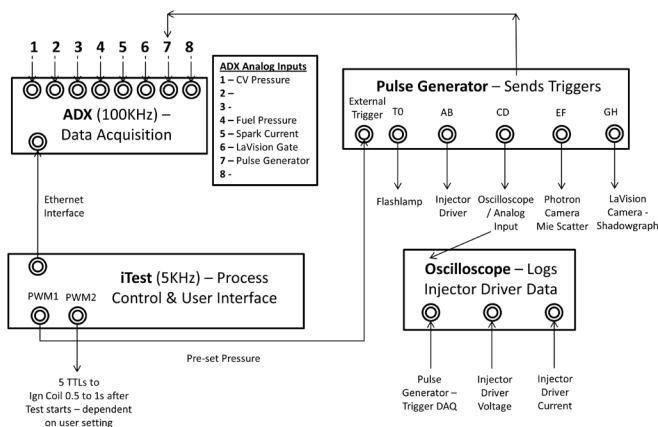 1 2 3 4 5 6 7 8
ADX (100KHz) –
Data Acquisition
ADX Analog Inputs
1 – CV Pressure
2 –
3 -
4 – Fuel Pressure
5 – Spark Current
6 – LaVision Gate
7 – Pulse Generator
8 -
Pulse Generator – Sends Triggers
External
Trigger
T0
AB
CD
EF
GH
Flashlamp
Injector
Driver
Oscilloscope
/ Analog
Input
Photron
Camera
Mie Scatter
LaVision
Camera -
Shadowgraph
Ethernet
Interface
iTest (5KHz) – Process
Control & User Interface
PWM1 PWM2
Oscilloscope – Logs
Injector Driver Data
Pre-set Pressure
5 TTLs to
Ign Coil 0.5 to 1s after
Test starts – dependent
on user setting
Pulse
Generator –
Trigger DAQ
Injector
Driver
Voltage
Injector
Driver
Current